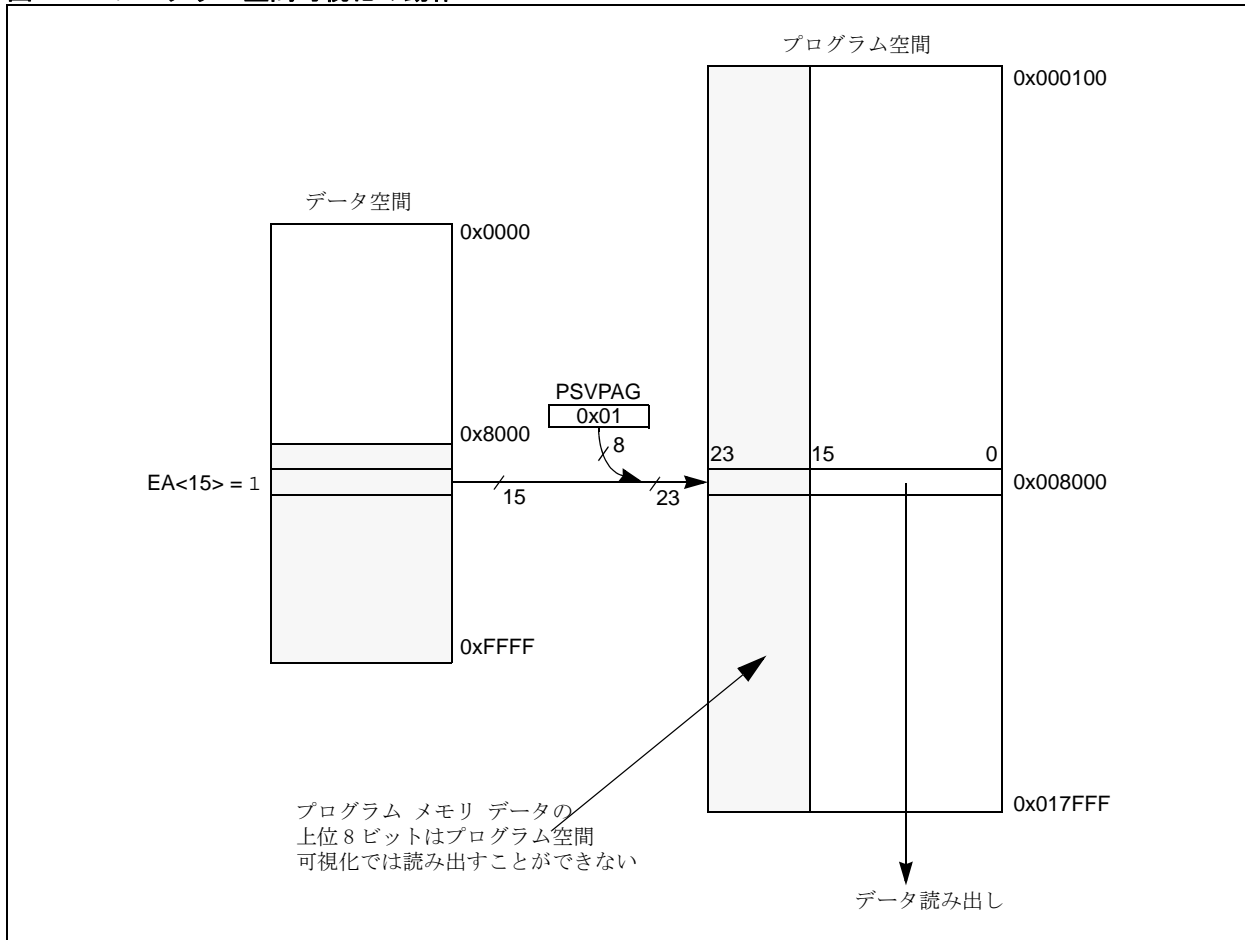 プログラム空間
0x000100
データ空間
0x0000
PSVPAG
0x01
0x8000
8
23
15
0
EA<15> = 1
15
23
0x008000
0xFFFF
プログラム メモリ データの
上位 8 ビットはプログラム空間
可視化では読み出すことができない
0x017FFF
データ読み出し